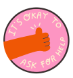 IT'S OKAY TO
ASK FOR HELP